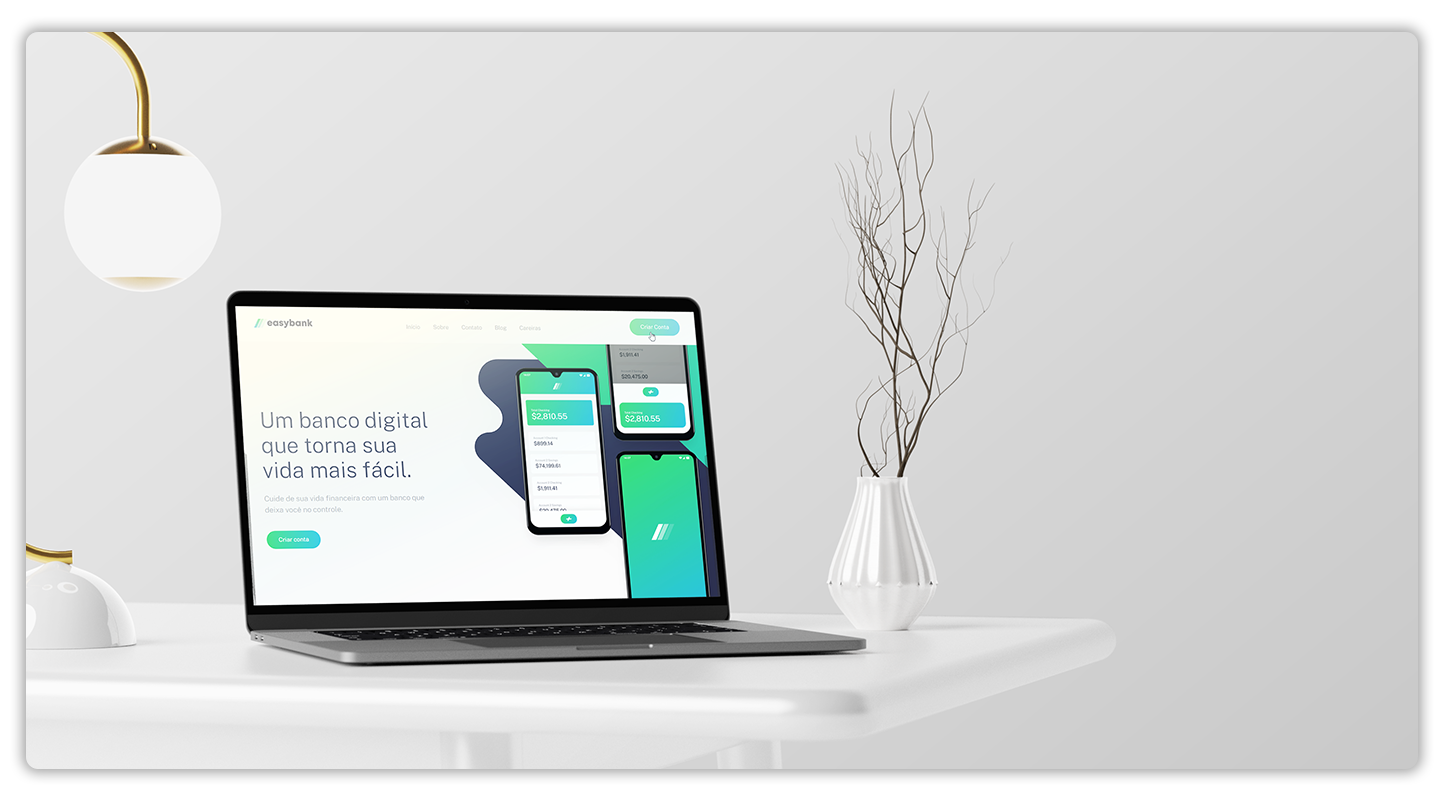 easybank
Início Sobre Contato Blog Careiras
Criar Conta
Um banco digital
que torna sua
vida mais fácil.
Cuide de sua vida financeira com um banco que
deixa você no controle.
Criar conta
$2,810.55
$809.14
$74,199.61
$1,911.41
$20,475.00
$1,911.41
$20,475.00
$2,810.55